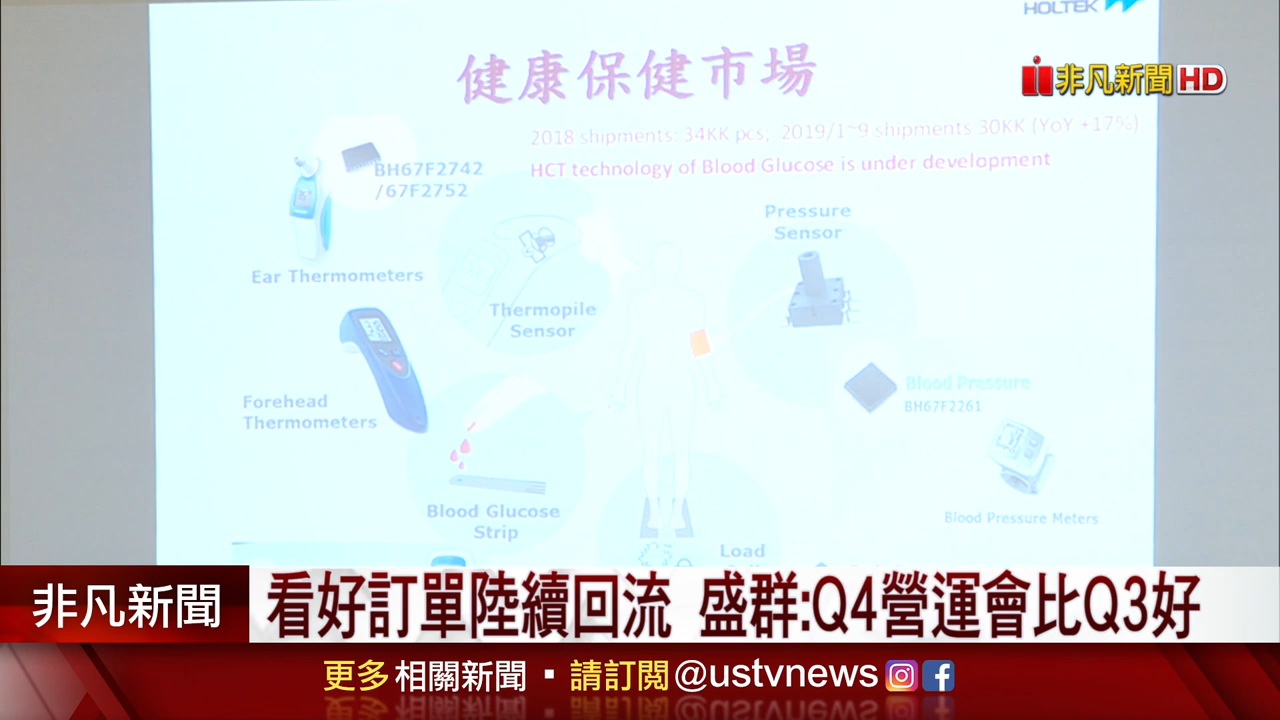 HOLTEK
健康保健市場
非凡新聞HD
2018 shipments: 34KK pcs; 2019/1~9 shipments 30KK (YoY +17%)
HCT technology of Blood Glucose is under development
BH67F2742
/67F2752
Pressure
Sensor
Ear Thermometers
Thermopile
Sensor
Blood Pressure
BH67F2261
Forehead
Thermometers
Blood Glucose
Strip
Blood Pressure Meters
Load
非凡新聞
看好訂單陸續回流 盛群:Q4營運會比Q3好
更多相關新聞▪請訂閱@ustvnews